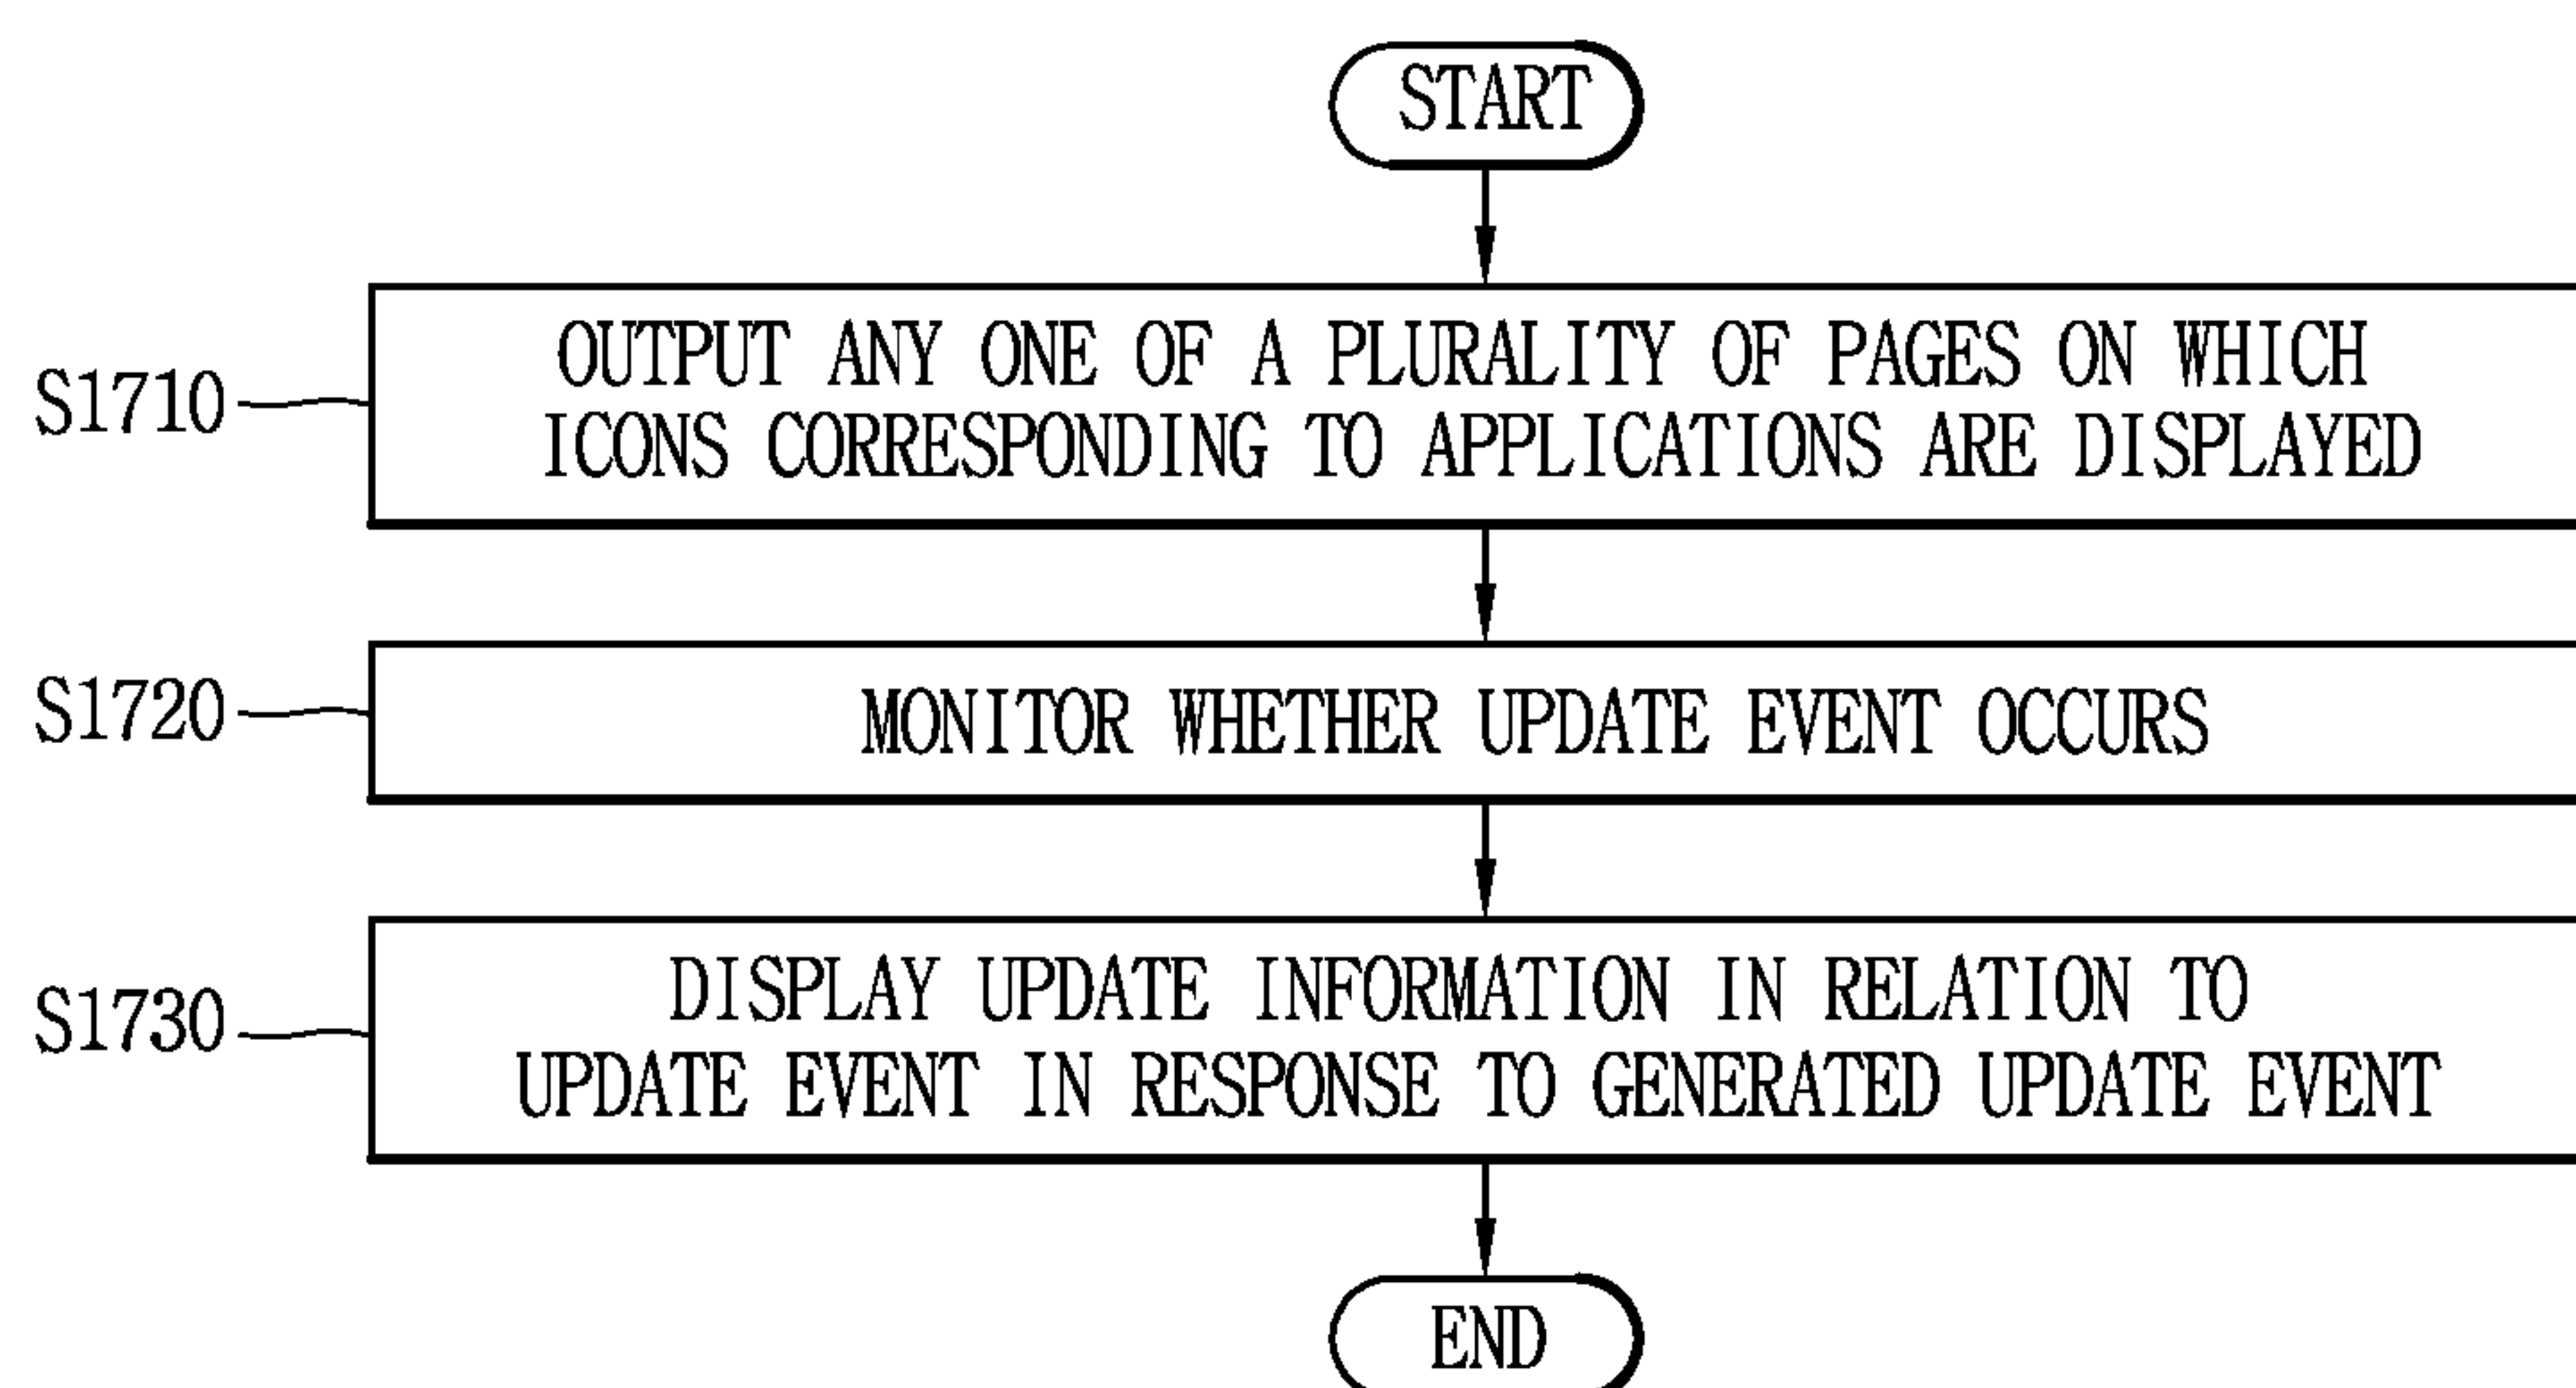 START
S1710
OUTPUT ANY ONE OF A PLURALITY OF PAGES ON WHICH
ICONS CORRESPONDING TO APPLICATIONS ARE DISPLAYED
S1720
MONITOR WHETHER UPDATE EVENT OCCURS
S1730
DISPLAY UPDATE INFORMATION IN RELATION TO
UPDATE EVENT IN RESPONSE TO GENERATED UPDATE EVENT
END